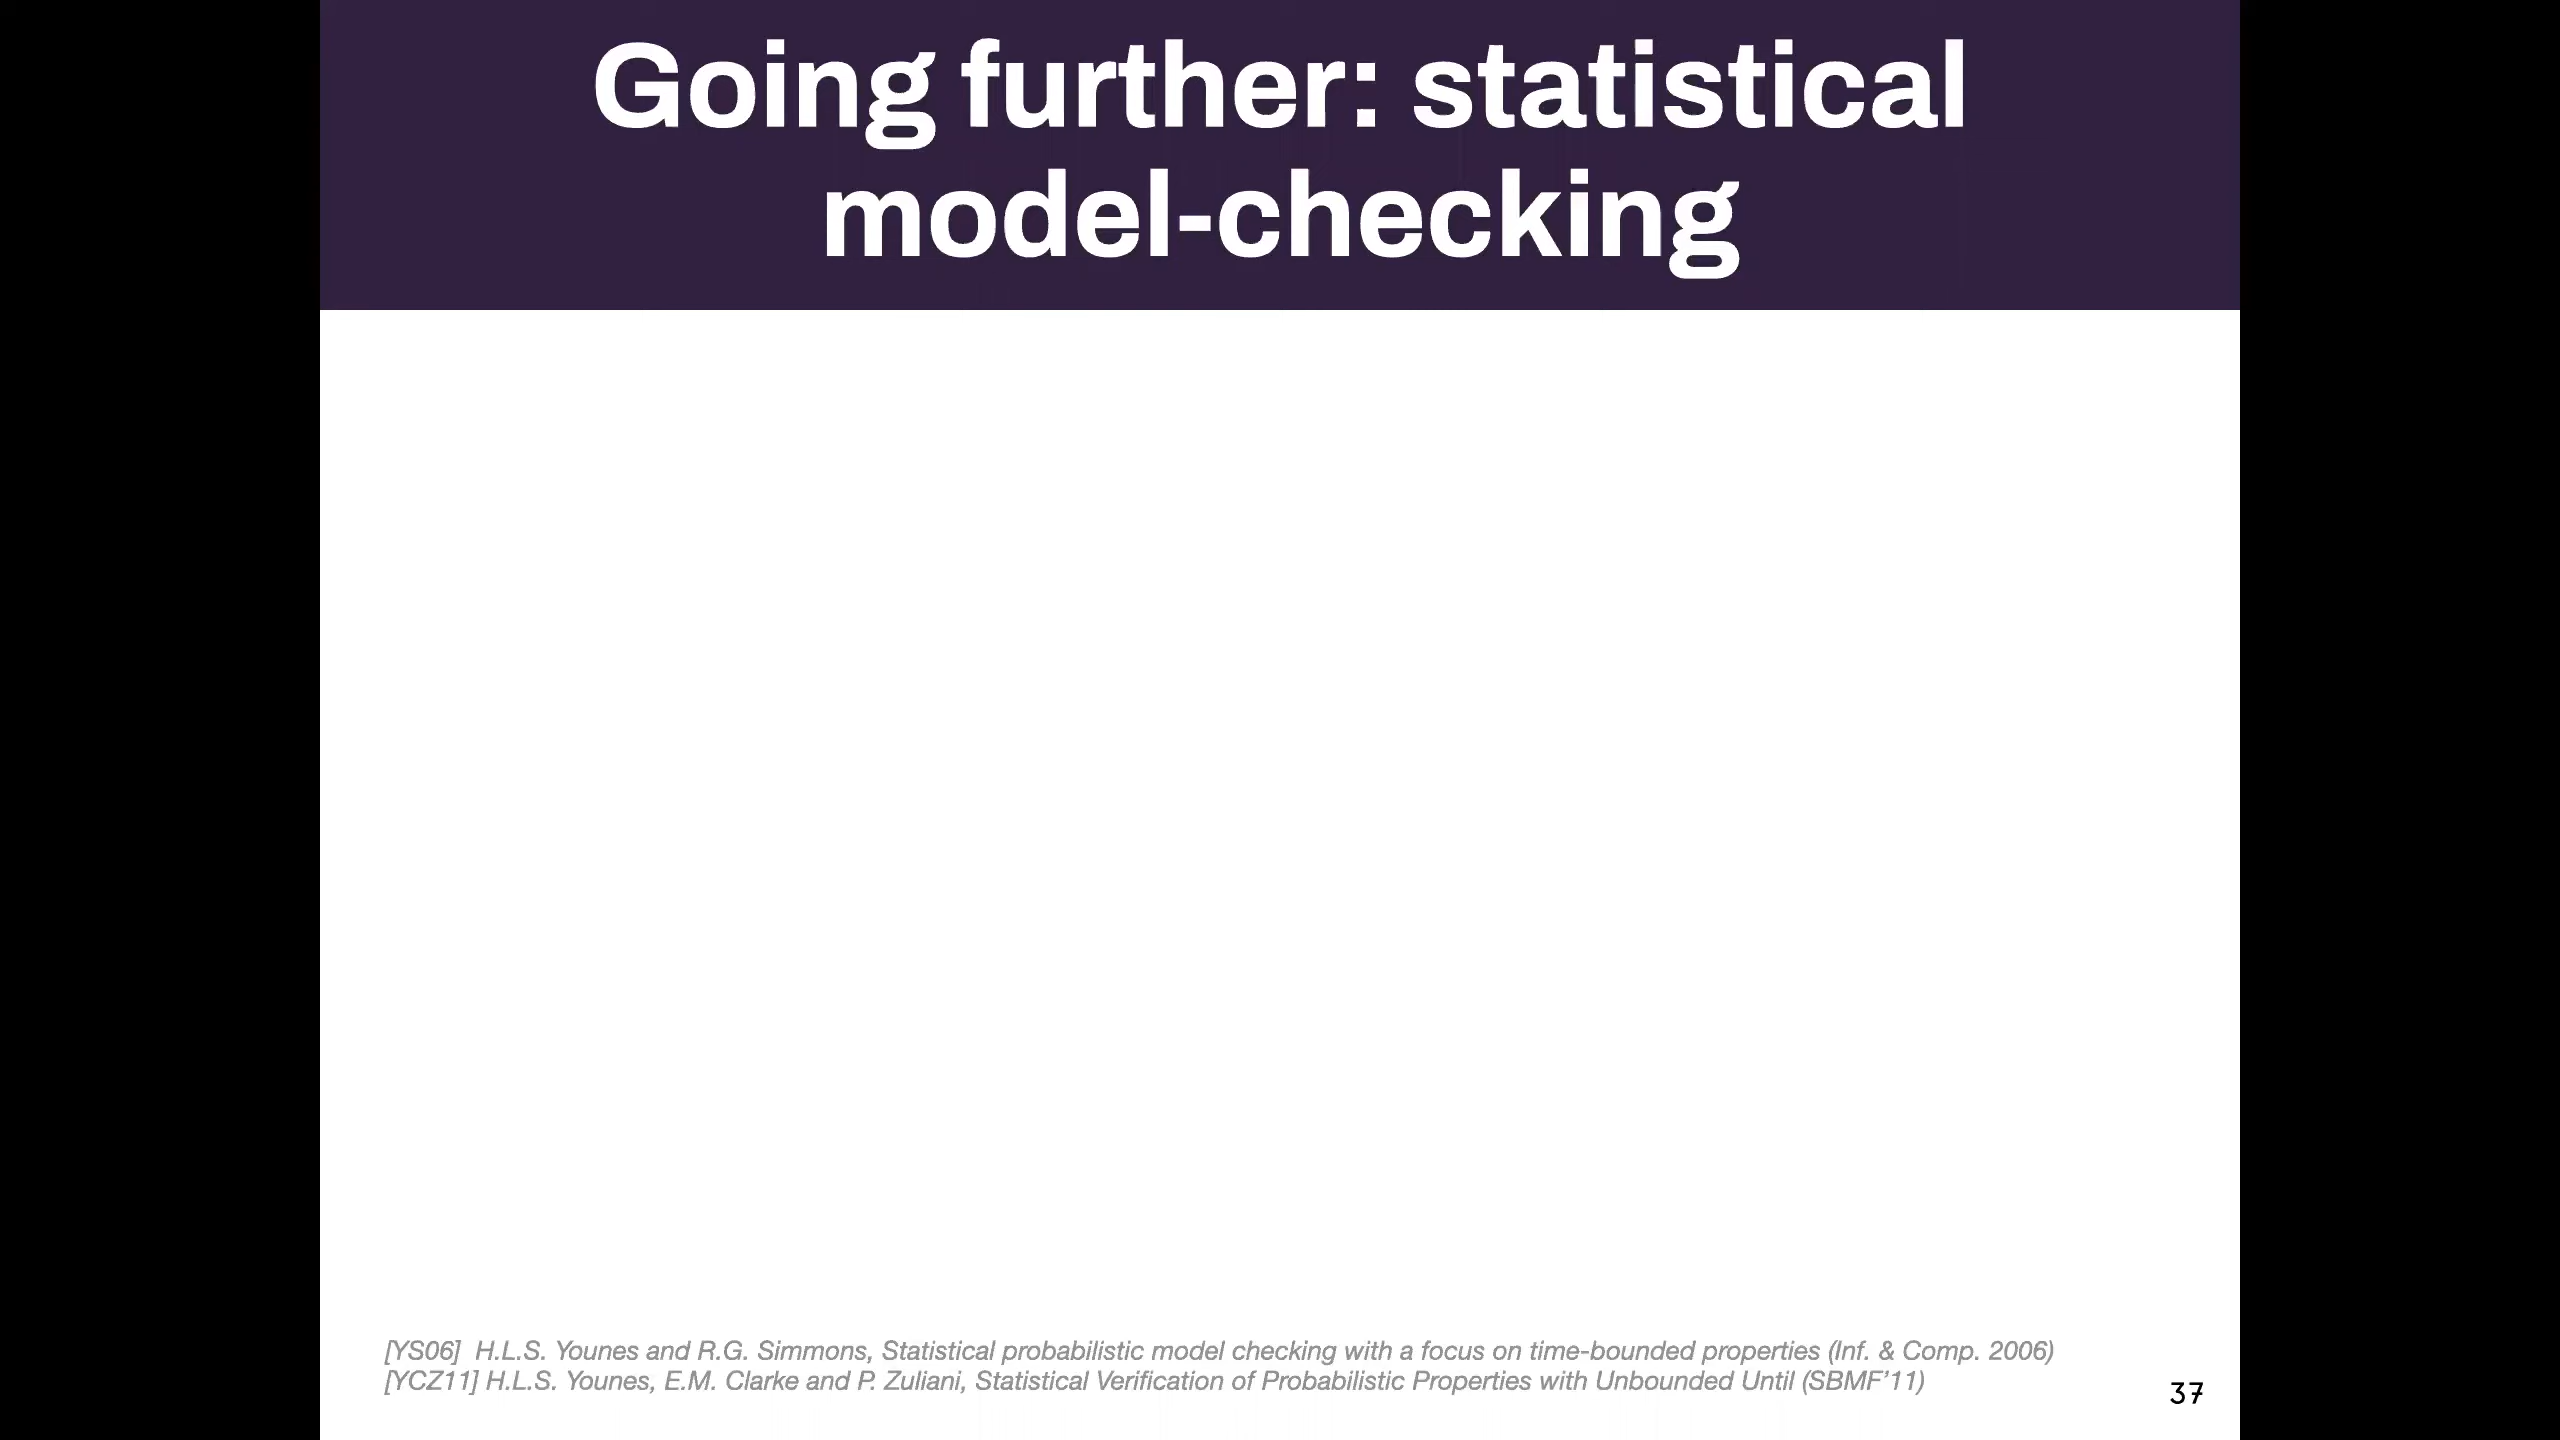 Going further: statistical
model-checking
[YS06] H.L.S. Younes and R.G. Simmons, Statistical probabilistic model checking with a focus on time-bounded properties (Inf. & Comp. 2006)
[YCZ11] H.L.S. Younes, E.M. Clarke and P. Zuliani, Statistical Verification of Probabilistic Properties with Unbounded Until (SBMF’11)
37